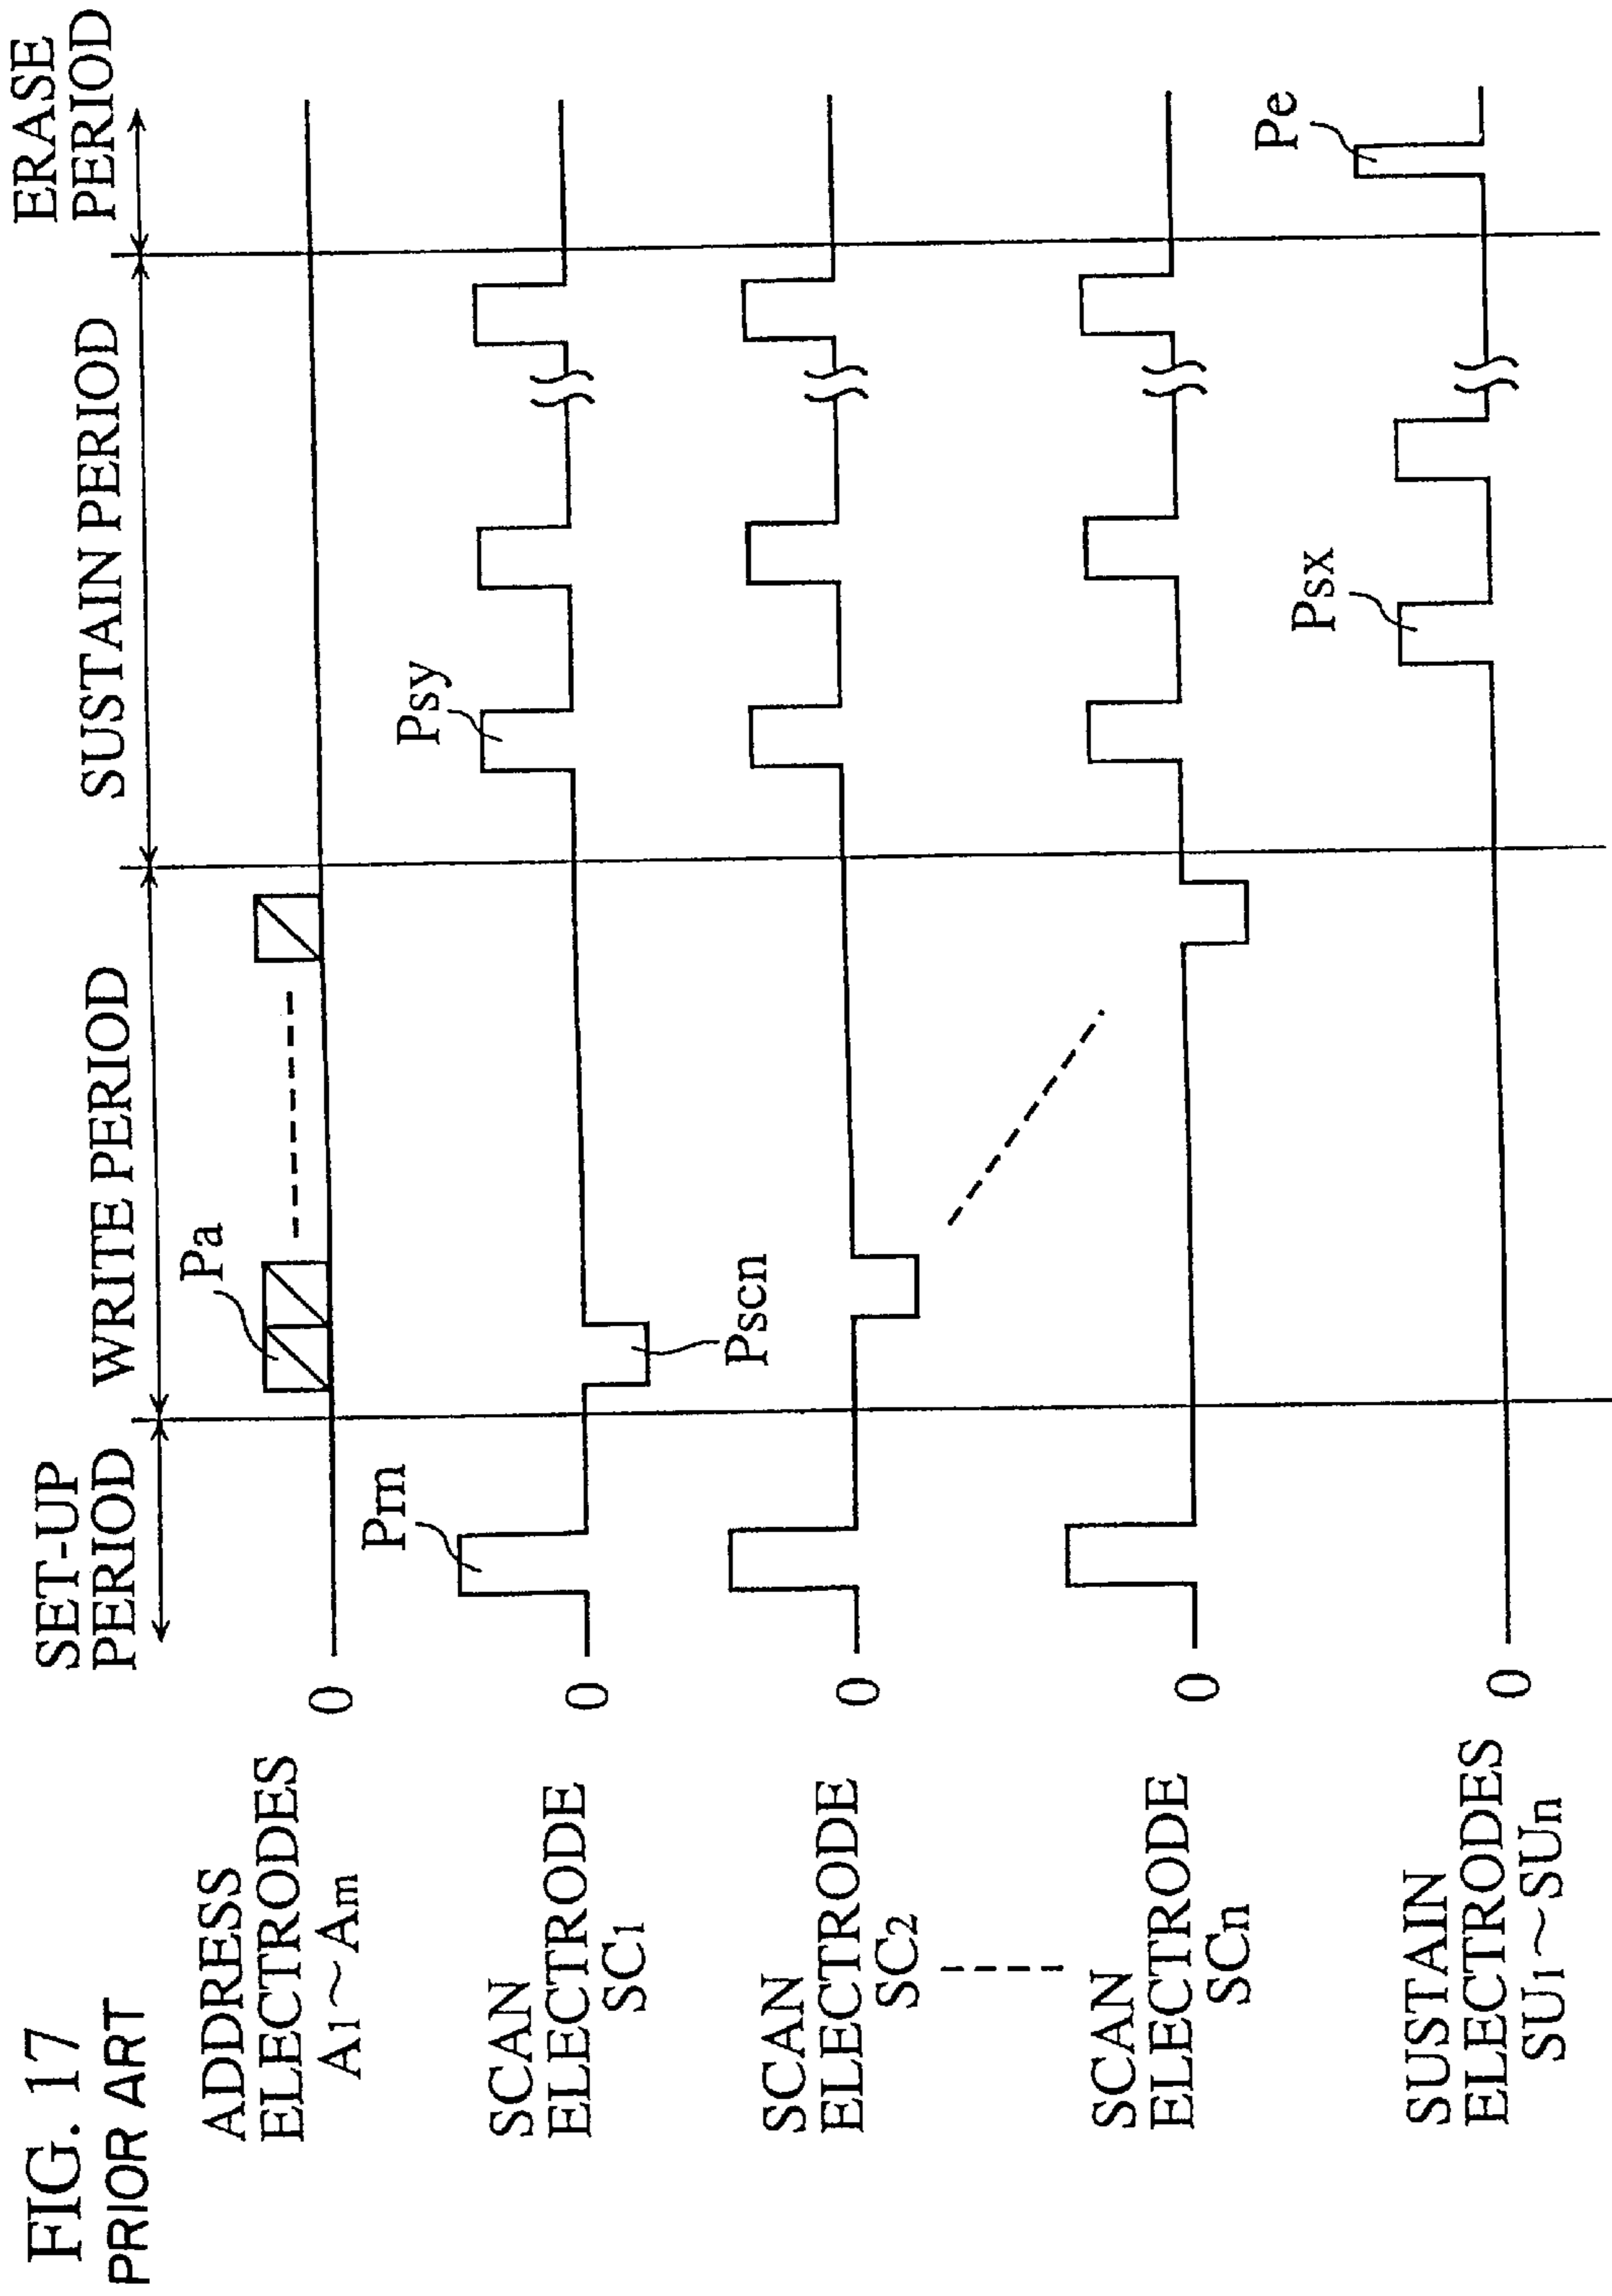 FIG. 17
PRIOR ART
SET-UP
PERIOD
WRITE PERIOD
SUSTAIN PERIOD
ERASE
PERIOD
ADDRESS
ELECTRODES
A1~Am
0
Pa
SCAN
ELECTRODE
SC1
0
Pm
Pscn
Psy
SCAN
ELECTRODE
SC2
0
SCAN
ELECTRODE
SCn
0
SUSTAIN
ELECTRODES
SU1~SUn
0
Psx
Pe